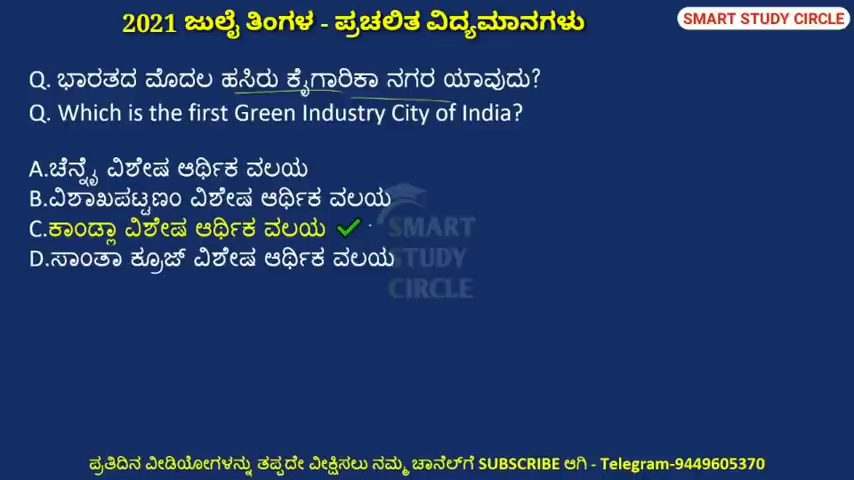 2021 ಜುಲೈ ತಿಂಗಳ - ಪ್ರಚಲಿತ ವಿದ್ಯಮಾನಗಳು
SMART STUDY CIRCLE
Q. ಭಾರತದ ಮೊದಲ ಹಸಿರು ಕೈಗಾರಿಕಾ ನಗರ ಯಾವುದು?
Q. Which is the first Green Industry City of India?
A.ಚೆನ್ನೈ ವಿಶೇಷ ಆರ್ಥಿಕ ವಲಯ
B.ವಿಶಾಖಪಟ್ಟಣಂ ವಿಶೇಷ ಆರ್ಥಿಕ ವಲಯ
C.ಕಾಂಡ್ಲಾ ವಿಶೇಷ ಆರ್ಥಿಕ ವಲಯ
D.ಸಾಂತಾ ಕ್ರೂಜ್ ವಿಶೇಷ ಆರ್ಥಿಕ ವಲಯ
SMART
STUDY
CIRCLE
ಪ್ರತಿದಿನ ವೀಡಿಯೋಗಳನ್ನು ತಪ್ಪದೇ ವೀಕ್ಷಿಸಲು ನಮ್ಮ ಚಾನೆಲ್‌ಗೆ SUBSCRIBE ಆಗಿ - Telegram-9449605370